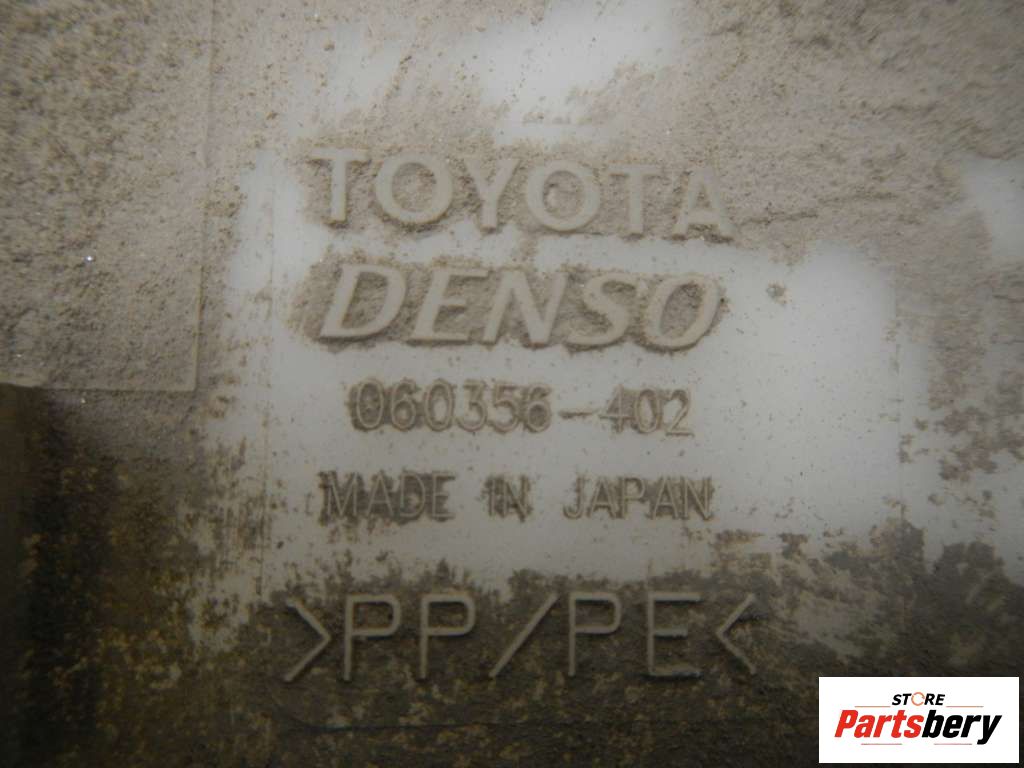 TOYOTA
DENSO
060356-402
MADE IN JAPAN
>PP/PE<
STORE
Partsbery